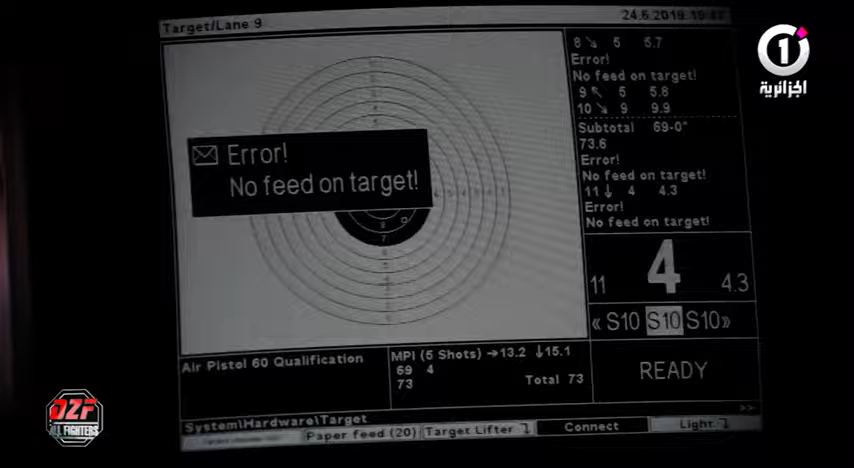 Target/Lane 9
24.6.2019
1
الجزائرية
8 ↘ 5 5.7
Error!
No feed on target!
9 ↖ 5 5.8
10 ↘ 9 9.9
Subtotal 69-0*
73.6
Error!
No feed on target!
11 ↓ 4 4.3
Error!
No feed on target!
Error!
No feed on target!
8
7
11 4 4.3
« S10 S10 S10 »
READY
Air Pistol 60 Qualification
MPI (5 Shots) →13.2 ↓15.1
69 4
73
Total 73
System\Hardware\Target
>>
Paper feed (20)
Target Lifter
Connect
Light
DZF
ALL FIGHTERS